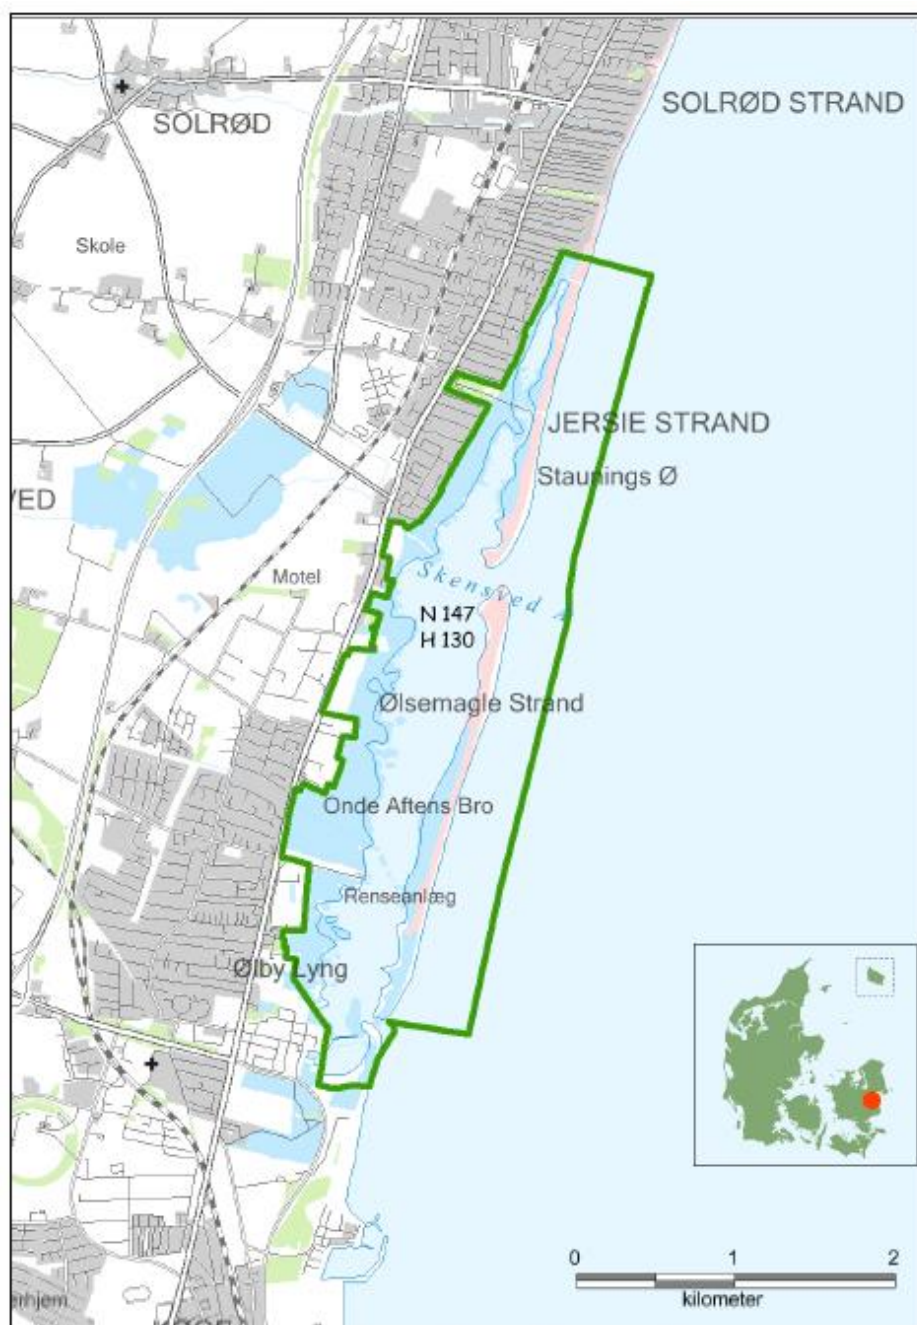 SOLRØD STRAND
SOLRØD
Skole
JERSIE STRAND
Staunings Ø
VED
Motel
Skensved Å
N 147
H 130
Ølsemagle Strand
Onde Aftens Bro
Renseanlæg
Ølby Lyng
0 1 2
kilometer
erhjem